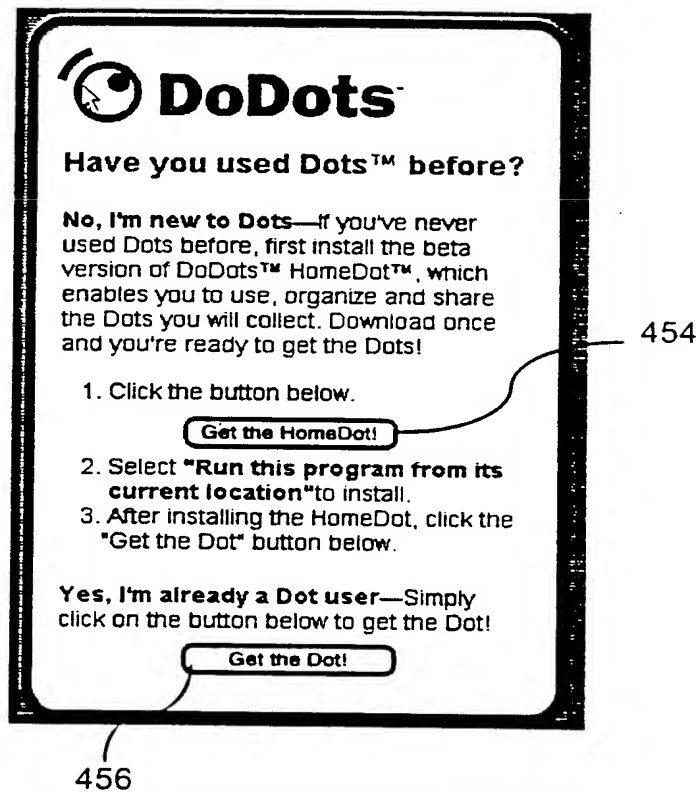 DoDots
Have you used Dots™ before?
No, I'm new to Dots—If you've never
used Dots before, first install the beta
version of DoDots™ HomeDot™, which
enables you to use, organize and share
the Dots you will collect. Download once
and you're ready to get the Dots!
454
1. Click the button below.
Get the HomeDot!
2. Select "Run this program from its
current location"to install.
3. After installing the HomeDot, click the
"Get the Dot" button below.
Yes, I'm already a Dot user—Simply
click on the button below to get the Dot!
Get the Dot!
456